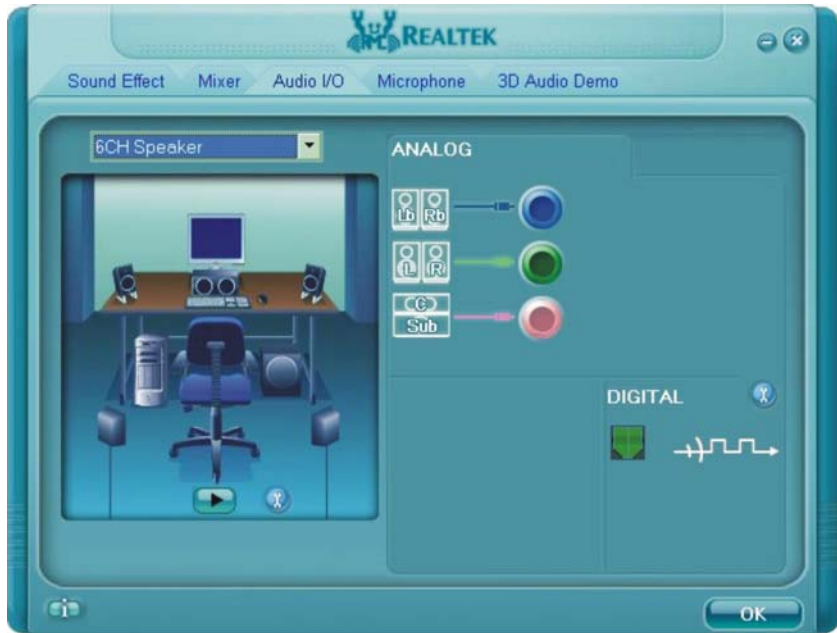 REALTEK
Sound Effect Mixer Audio I/O Microphone 3D Audio Demo
6CH Speaker
ANALOG
Lb Rb
L R
C
Sub
DIGITAL
i
OK